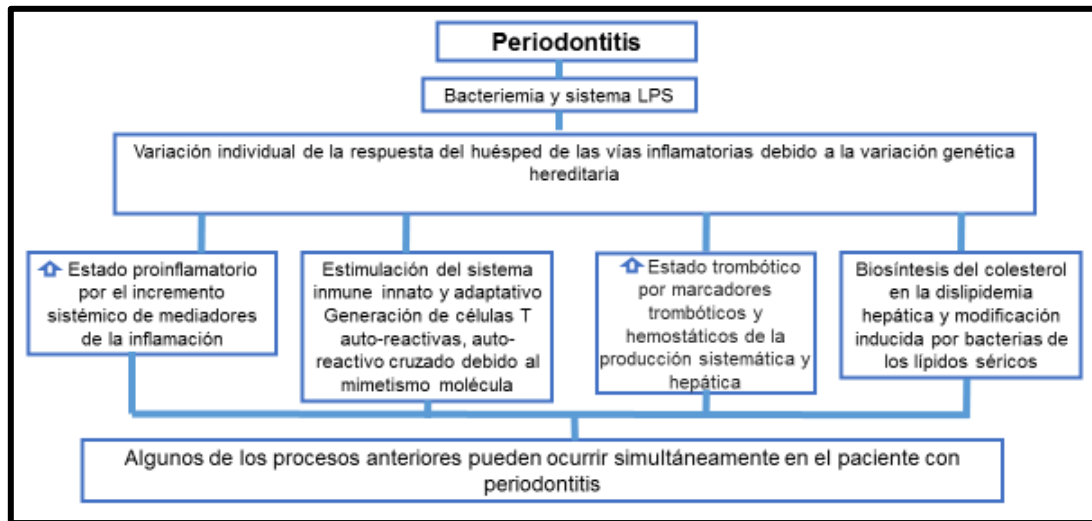 Periodontitis
Bacteriemia y sistema LPS
Variación individual de la respuesta del huésped de las vías inflamatorias debido a la variación genética
hereditaria
Estado proinflamatorio
por el incremento
sistémico de mediadores
de la inflamación
Estimulación del sistema
inmune innato y adaptativo
Generación de células T
auto-reactivas, auto-
reactivo cruzado debido al
mimetismo molécula
Estado trombótico
por marcadores
trombóticos y
hemostáticos de la
producción sistemática y
hepática
Biosíntesis del colesterol
en la dislipidemia
hepática y modificación
inducida por bacterias de
los lípidos séricos
Algunos de los procesos anteriores pueden ocurrir simultáneamente en el paciente con
periodontitis